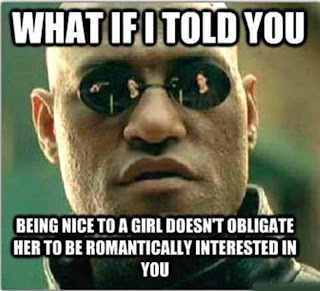 WHAT IF I TOLD YOU
BEING NICE TO A GIRL DOESN'T OBLIGATE
HER TO BE ROMANTICALLY INTERESTED IN
YOU